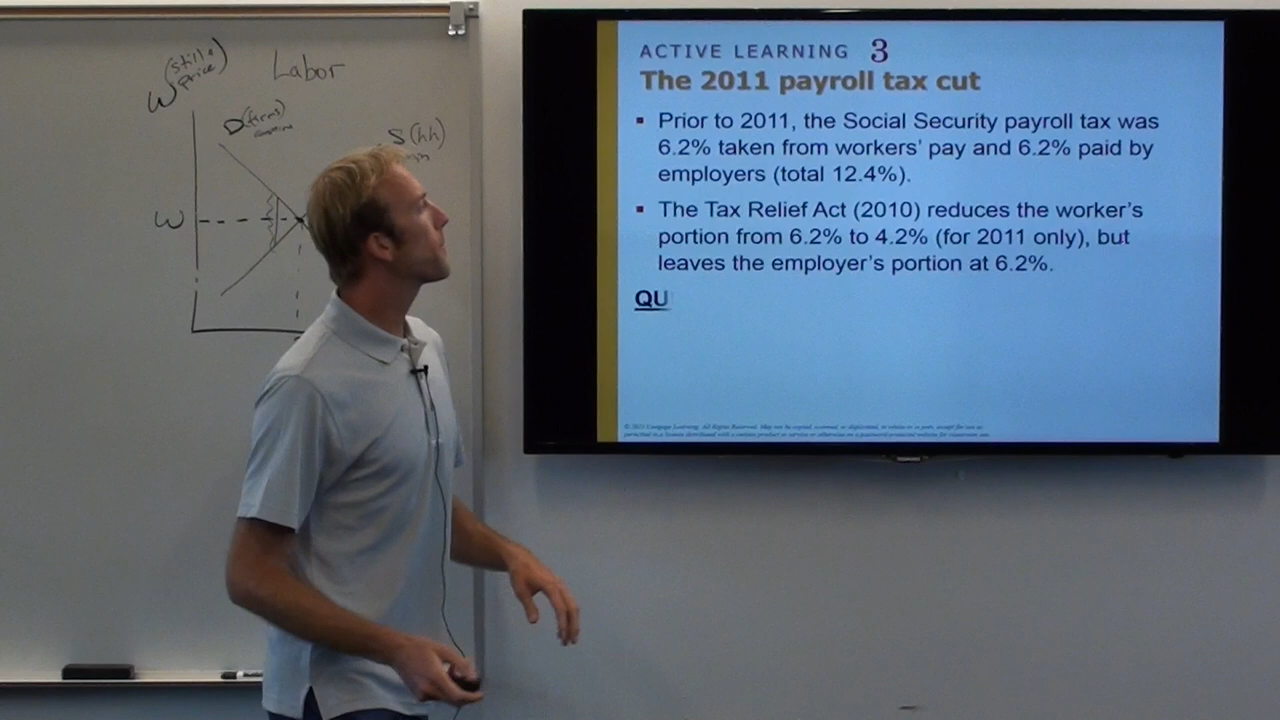 (still a
price)
W
Labor
D (firms)
S (hh)
W
ACTIVE LEARNING 3
The 2011 payroll tax cut
▪ Prior to 2011, the Social Security payroll tax was
6.2% taken from workers’ pay and 6.2% paid by
employers (total 12.4%).
▪ The Tax Relief Act (2010) reduces the worker’s
portion from 6.2% to 4.2% (for 2011 only), but
leaves the employer’s portion at 6.2%.
QU